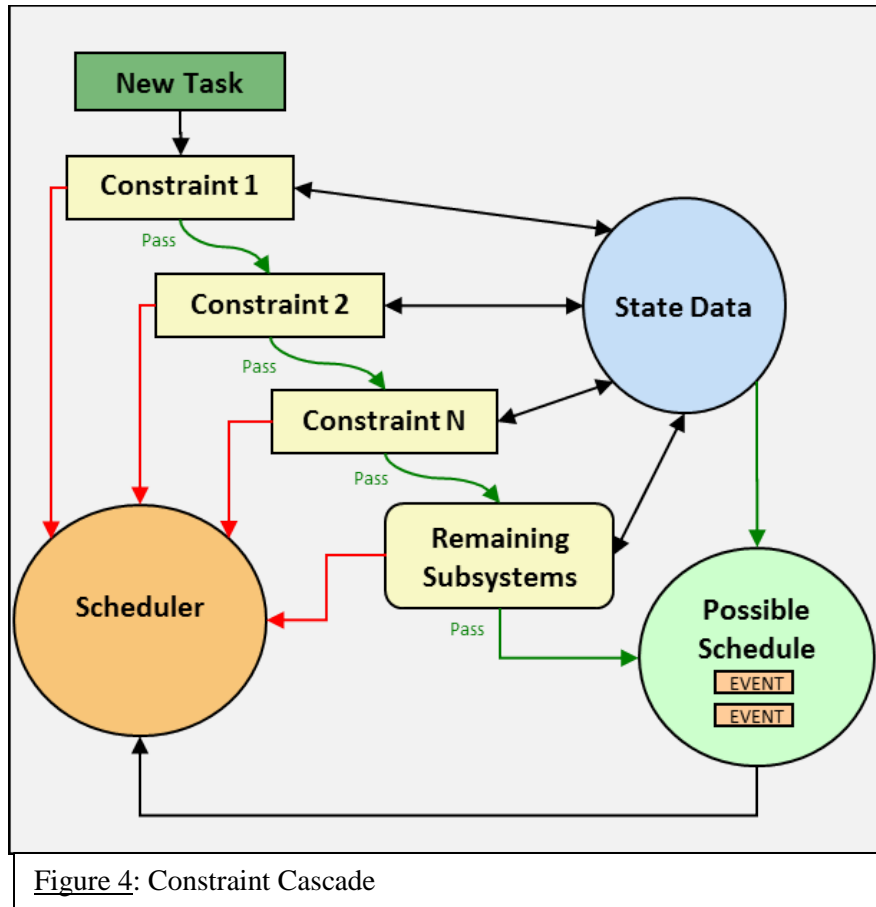 New Task
Constraint 1
Pass
Constraint 2
State Data
Pass
Constraint N
Pass
Remaining
Subsystems
Scheduler
Pass
Possible
Schedule
EVENT
EVENT
Figure 4: Constraint Cascade